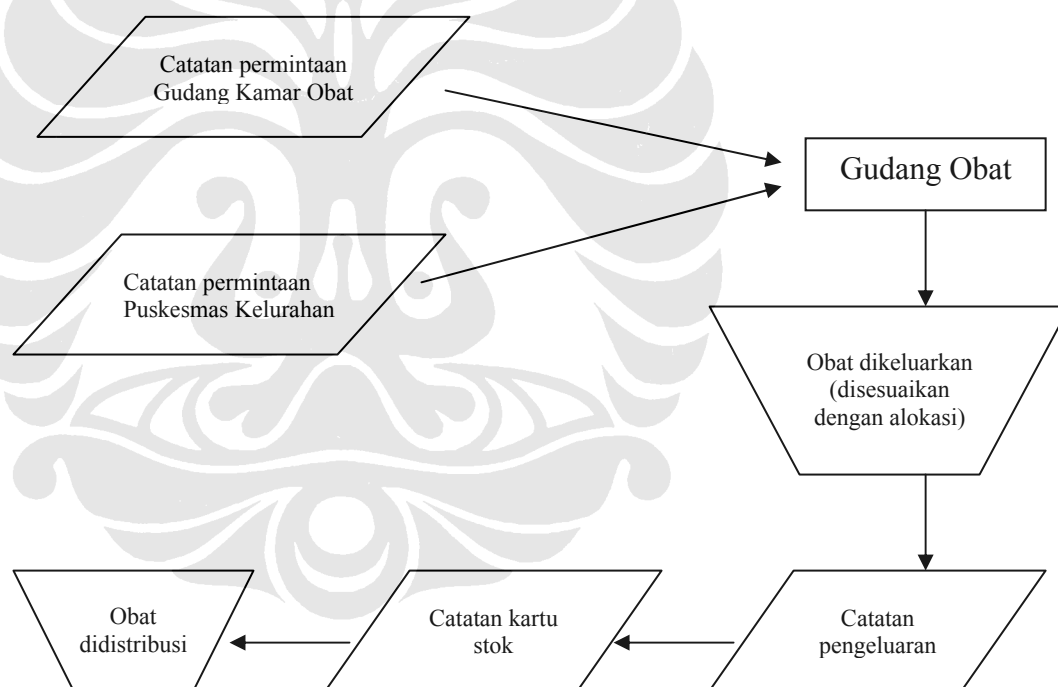 Catatan permintaan
Gudang Kamar Obat
Gudang Obat
Catatan permintaan
Puskesmas Kelurahan
Obat dikeluarkan
(disesuaikan
dengan alokasi)
Catatan
pengeluaran
Catatan kartu
stok
Obat
didistribusi